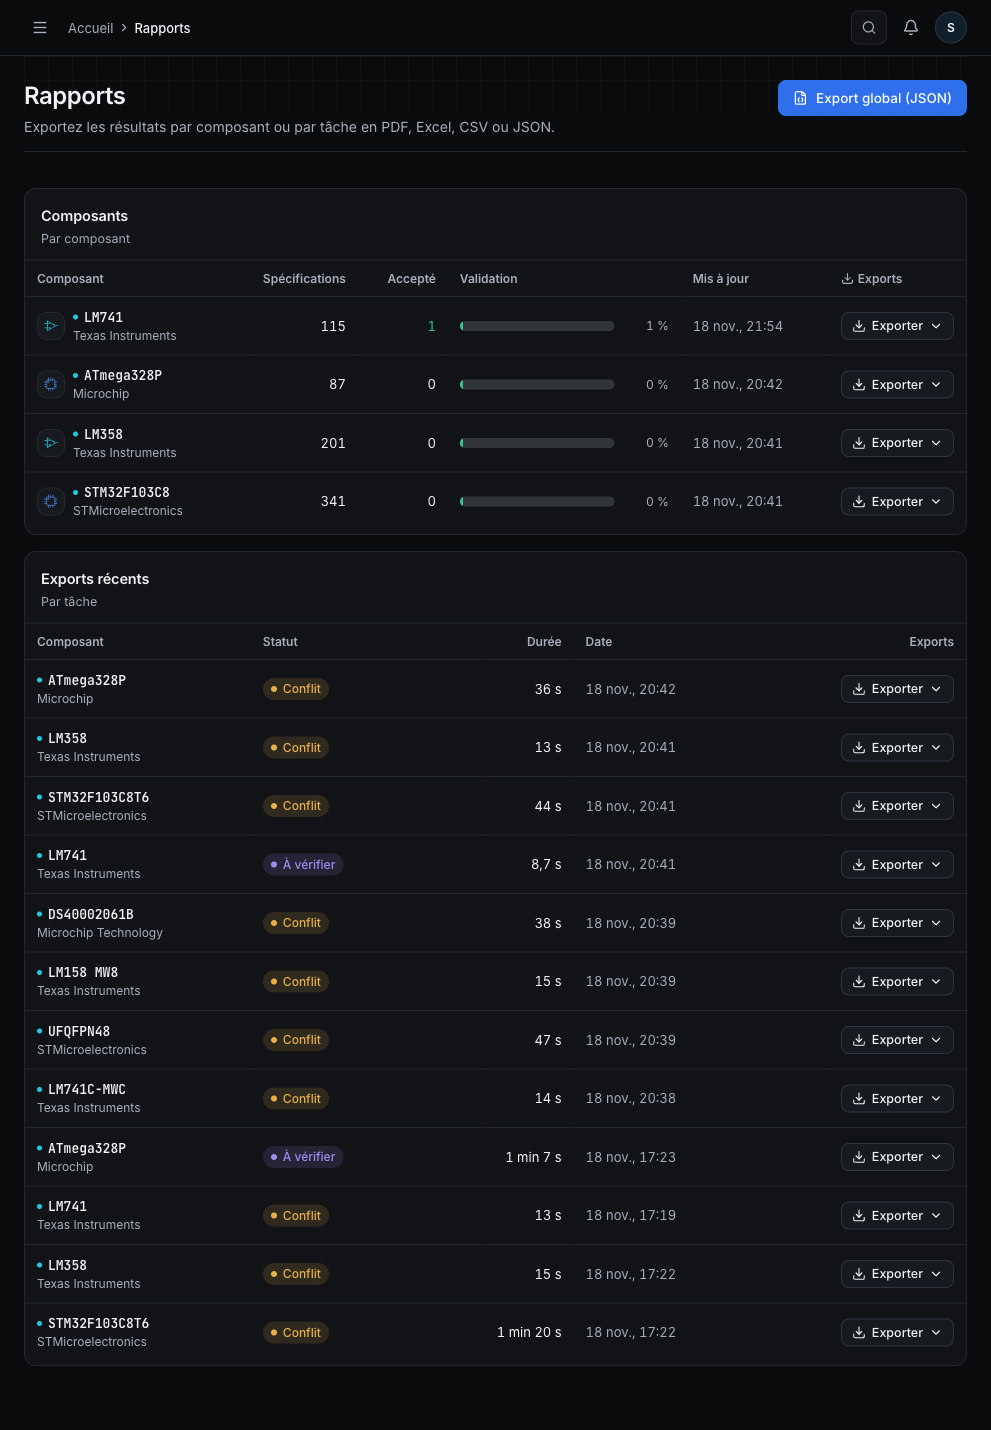 Accueil > Rapports
S
Rapports
Export global (JSON)
Exportez les résultats par composant ou par tâche en PDF, Excel, CSV ou JSON.
Composants
Par composant
Composant Spécifications Accepté Validation Mis à jour Exports
LM741
Texas Instruments
115 1 1 % 18 nov., 21:54 Exporter
ATmega328P
Microchip
87 0 0 % 18 nov., 20:42 Exporter
LM358
Texas Instruments
201 0 0 % 18 nov., 20:41 Exporter
STM32F103C8
STMicroelectronics
341 0 0 % 18 nov., 20:41 Exporter
Exports récents
Par tâche
Composant Statut Durée Date Exports
ATmega328P
Microchip
Conflit 36 s 18 nov., 20:42 Exporter
LM358
Texas Instruments
Conflit 13 s 18 nov., 20:41 Exporter
STM32F103C8T6
STMicroelectronics
Conflit 44 s 18 nov., 20:41 Exporter
LM741
Texas Instruments
À vérifier 8,7 s 18 nov., 20:41 Exporter
DS40002061B
Microchip Technology
Conflit 38 s 18 nov., 20:39 Exporter
LM158 MW8
Texas Instruments
Conflit 15 s 18 nov., 20:39 Exporter
UFQFPN48
STMicroelectronics
Conflit 47 s 18 nov., 20:39 Exporter
LM741C-MWC
Texas Instruments
Conflit 14 s 18 nov., 20:38 Exporter
ATmega328P
Microchip
À vérifier 1 min 7 s 18 nov., 17:23 Exporter
LM741
Texas Instruments
Conflit 13 s 18 nov., 17:19 Exporter
LM358
Texas Instruments
Conflit 15 s 18 nov., 17:22 Exporter
STM32F103C8T6
STMicroelectronics
Conflit 1 min 20 s 18 nov., 17:22 Exporter